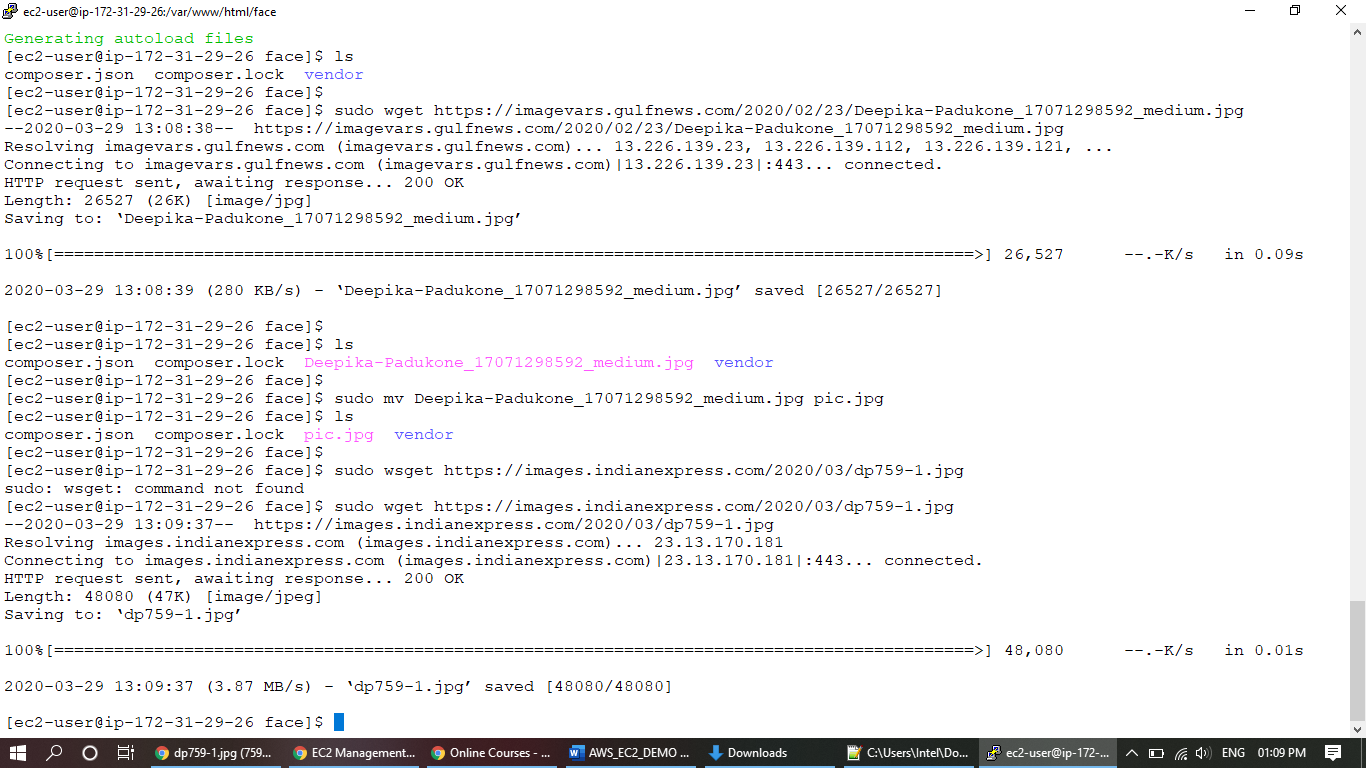 ec2-user@ip-172-31-29-26:/var/www/html/face
Generating autoload files
[ec2-user@ip-172-31-29-26 face]$ ls
composer.json  composer.lock  vendor
[ec2-user@ip-172-31-29-26 face]$
[ec2-user@ip-172-31-29-26 face]$ sudo wget https://imagevars.gulfnews.com/2020/02/23/Deepika-Padukone_17071298592_medium.jpg
--2020-03-29 13:08:38--  https://imagevars.gulfnews.com/2020/02/23/Deepika-Padukone_17071298592_medium.jpg
Resolving imagevars.gulfnews.com (imagevars.gulfnews.com)... 13.226.139.23, 13.226.139.112, 13.226.139.121, ...
Connecting to imagevars.gulfnews.com (imagevars.gulfnews.com)|13.226.139.23|:443... connected.
HTTP request sent, awaiting response... 200 OK
Length: 26527 (26K) [image/jpg]
Saving to: ‘Deepika-Padukone_17071298592_medium.jpg’
100%[============================================================================================>] 26,527      --.-K/s   in 0.09s
2020-03-29 13:08:39 (280 KB/s) - ‘Deepika-Padukone_17071298592_medium.jpg’ saved [26527/26527]
[ec2-user@ip-172-31-29-26 face]$
[ec2-user@ip-172-31-29-26 face]$ ls
composer.json  composer.lock  Deepika-Padukone_17071298592_medium.jpg  vendor
[ec2-user@ip-172-31-29-26 face]$
[ec2-user@ip-172-31-29-26 face]$ sudo mv Deepika-Padukone_17071298592_medium.jpg pic.jpg
[ec2-user@ip-172-31-29-26 face]$ ls
composer.json  composer.lock  pic.jpg  vendor
[ec2-user@ip-172-31-29-26 face]$
[ec2-user@ip-172-31-29-26 face]$ sudo wsget https://images.indianexpress.com/2020/03/dp759-1.jpg
sudo: wsget: command not found
[ec2-user@ip-172-31-29-26 face]$ sudo wget https://images.indianexpress.com/2020/03/dp759-1.jpg
--2020-03-29 13:09:37--  https://images.indianexpress.com/2020/03/dp759-1.jpg
Resolving images.indianexpress.com (images.indianexpress.com)... 23.13.170.181
Connecting to images.indianexpress.com (images.indianexpress.com)|23.13.170.181|:443... connected.
HTTP request sent, awaiting response... 200 OK
Length: 48080 (47K) [image/jpeg]
Saving to: ‘dp759-1.jpg’
100%[============================================================================================>] 48,080      --.-K/s   in 0.01s
2020-03-29 13:09:37 (3.87 MB/s) - ‘dp759-1.jpg’ saved [48080/48080]
[ec2-user@ip-172-31-29-26 face]$
dp759-1.jpg (759... EC2 Management... Online Courses - ... AWS_EC2_DEMO ... Downloads C:\Users\Intel\Do... ec2-user@ip-172-... ENG 01:09 PM